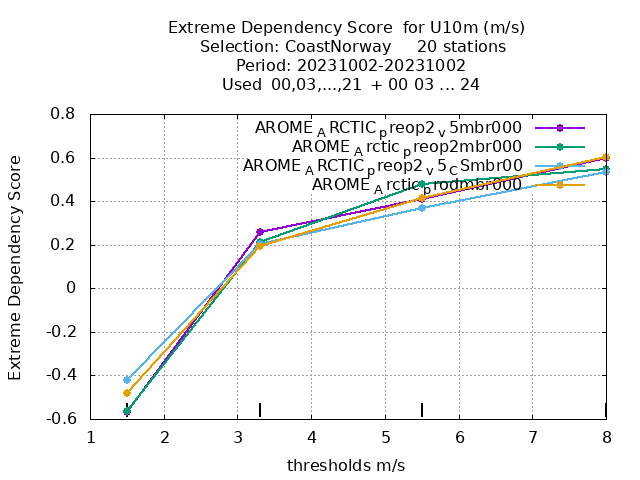 Extreme Dependency Score  for U10m (m/s)
Selection: CoastNorway     20 stations
Period: 20231002-20231002
Used  00,03,...,21  + 00 03 ... 24
0.8
0.6
0.4
0.2
0
-0.2
-0.4
-0.6
Extreme Dependency Score
AROME_ARCTIC_preop2_v5mbr000
AROME_Arctic_preop2mbr000
AROME_ARCTIC_preop2_v5_CSmbr00
AROME_Arctic_prodmbr000
1 2 3 4 5 6 7 8
thresholds m/s